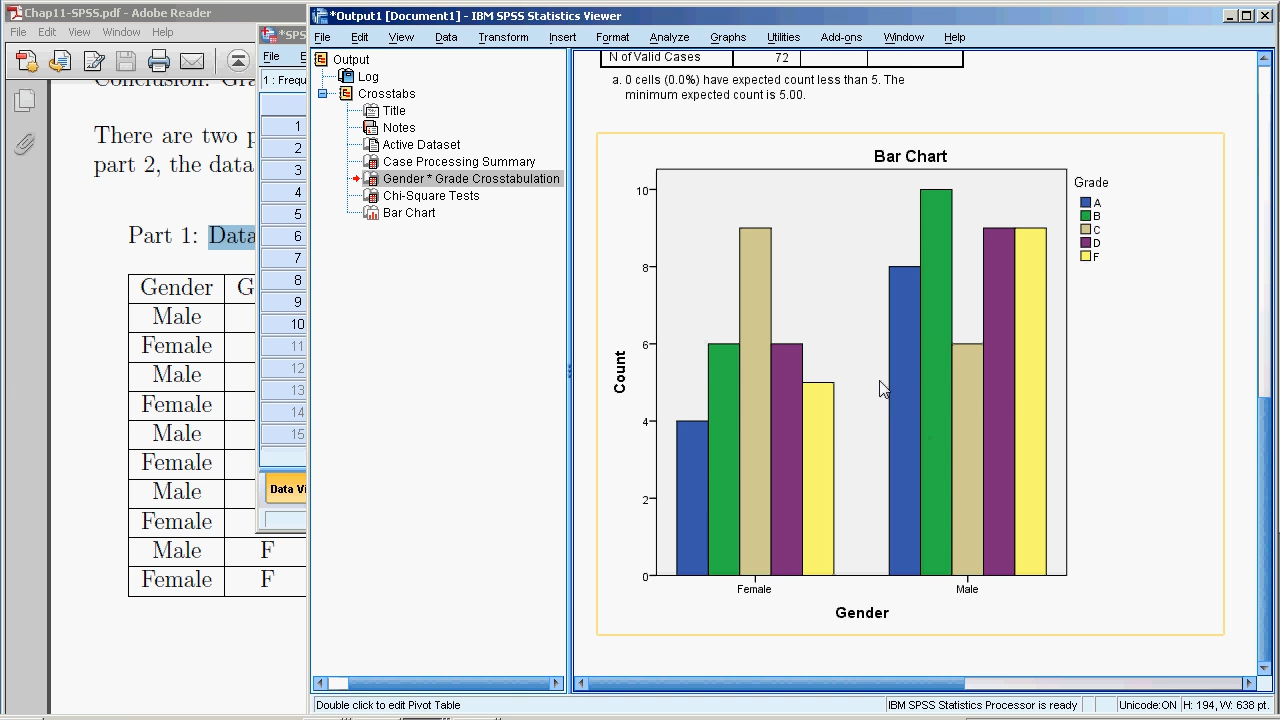 Chap11-SPSS.pdf - Adobe Reader
File Edit View Window Help
There are two p
part 2, the data
Part 1: Data
Gender G
Male
Female
Male
Female
Male
Female
Male
Female
Male F
Female F
*SPS
File E
1 : Frequ
1
2
3
4
5
6
7
8
9
10
11
12
13
14
15
Data Vi
*Output1 [Document1] - IBM SPSS Statistics Viewer
File Edit View Data Transform Insert Format Analyze Graphs Utilities Add-ons Window Help
Output
Log
Crosstabs
Title
Notes
Active Dataset
Case Processing Summary
Gender * Grade Crosstabulation
Chi-Square Tests
Bar Chart
N of Valid Cases 72
a. 0 cells (0.0%) have expected count less than 5. The
minimum expected count is 5.00.
Bar Chart
Grade
A
B
C
D
F
Count
10
8
6
4
2
0
Female Male
Gender
Double click to edit Pivot Table
IBM SPSS Statistics Processor is ready
Unicode:ON H: 194, W: 638 pt.